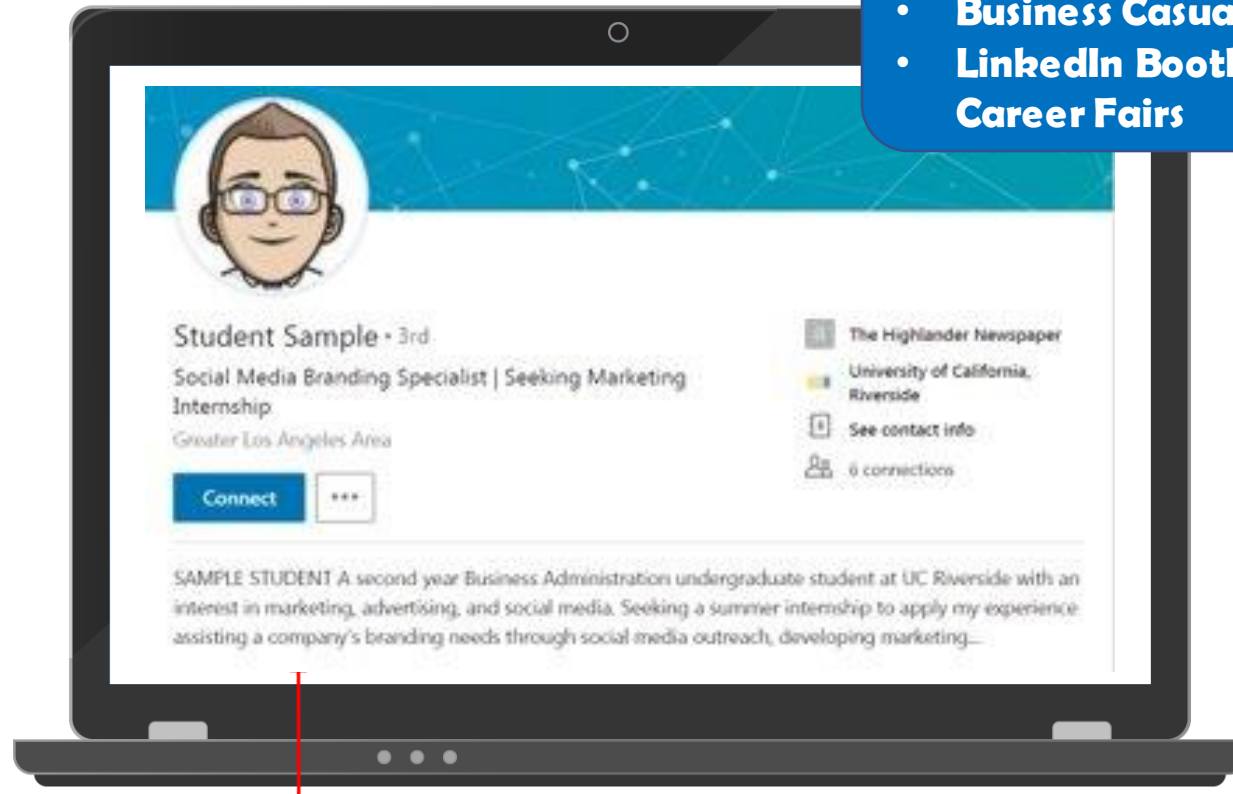 • Business Casua
• LinkedIn Boot
Career Fairs
Student Sample • 3rd
Social Media Branding Specialist | Seeking Marketing
Internship
Greater Los Angeles Area
Connect
•••
The Highlander Newspaper
University of California,
Riverside
See contact info
6 connections
SAMPLE STUDENT A second year Business Administration undergraduate student at UC Riverside with an
interest in marketing, advertising, and social media. Seeking a summer internship to apply my experience
assisting a company's branding needs through social media outreach, developing marketing...